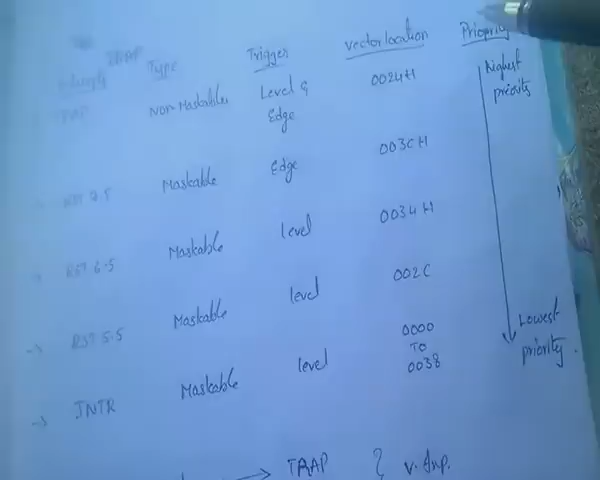 TRAP
Type Trigger Vector location Priority
TRAP Non Maskable Level & Edge 0024H Highest priority
RST 7.5 Maskable Edge 003CH
→ RST 6.5 Maskable level 0034H
→ RST 5.5 Maskable level 002C
→ INTR Maskable level 0000 TO 0038 Lowest priority.
→ TRAP } V.Imp.